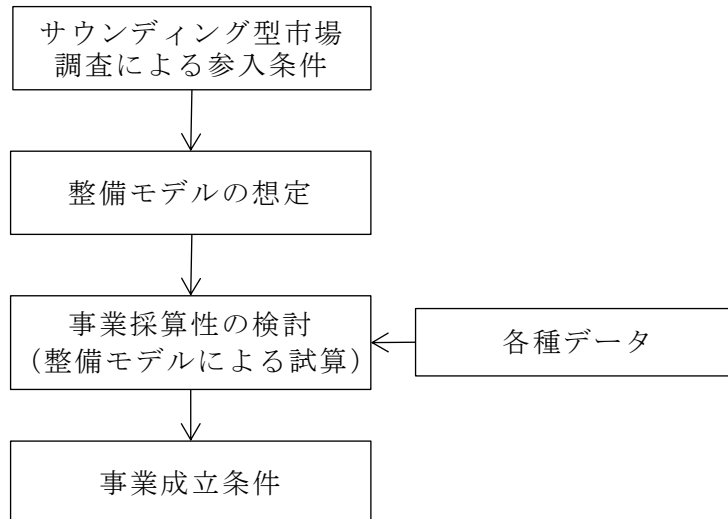 サウンディング型市場
調査による参入条件
整備モデルの想定
事業採算性の検討
（整備モデルによる試算）
各種データ
事業成立条件